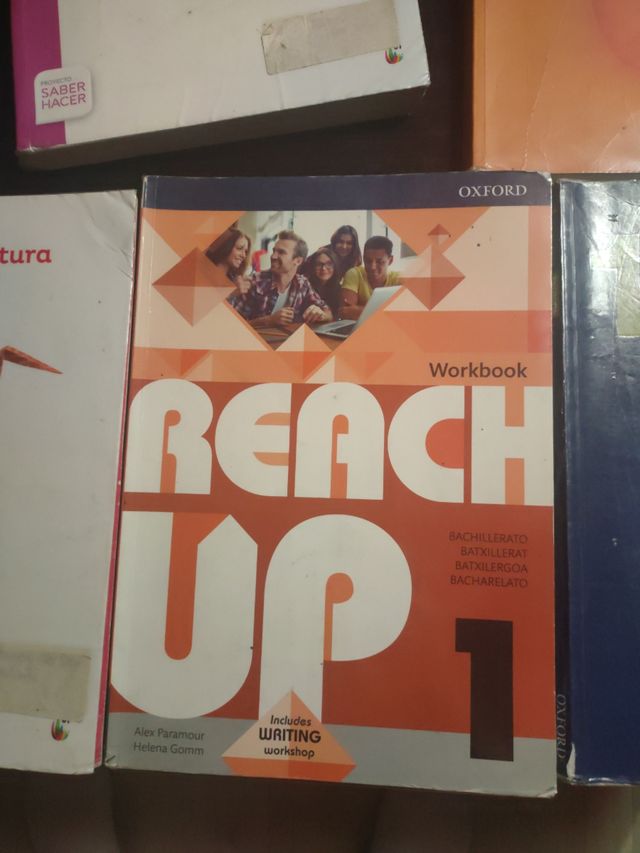 PROYECTO
SABER
HACER
tura
OXFORD
Workbook
REACH
UP
BACHILLERATO
BATXILLERAT
BATXILERGOA
BACHARELATO
1
Alex Paramour
Helena Gomm
Includes
WRITING
workshop
OXFORD